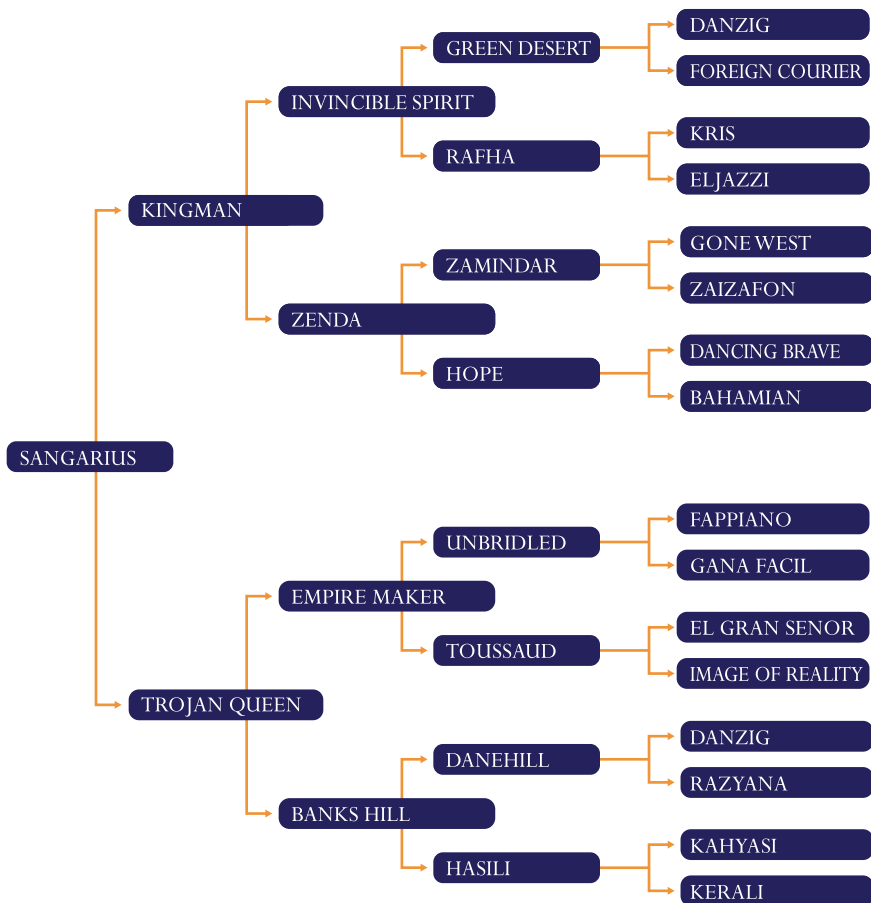 DANZIG
GREEN DESERT
FOREIGN COURIER
INVINCIBLE SPIRIT
KRIS
RAFHA
ELJAZZI
KINGMAN
GONE WEST
ZAMINDAR
ZAIZAFON
ZENDA
DANCING BRAVE
HOPE
BAHAMIAN
SANGARIUS
FAPPIANO
UNBRIDLED
GANA FACIL
EMPIRE MAKER
EL GRAN SENOR
TOUSSAUD
IMAGE OF REALITY
TROJAN QUEEN
DANZIG
DANEHILL
RAZYANA
BANKS HILL
KAHYASI
HASILI
KERALI